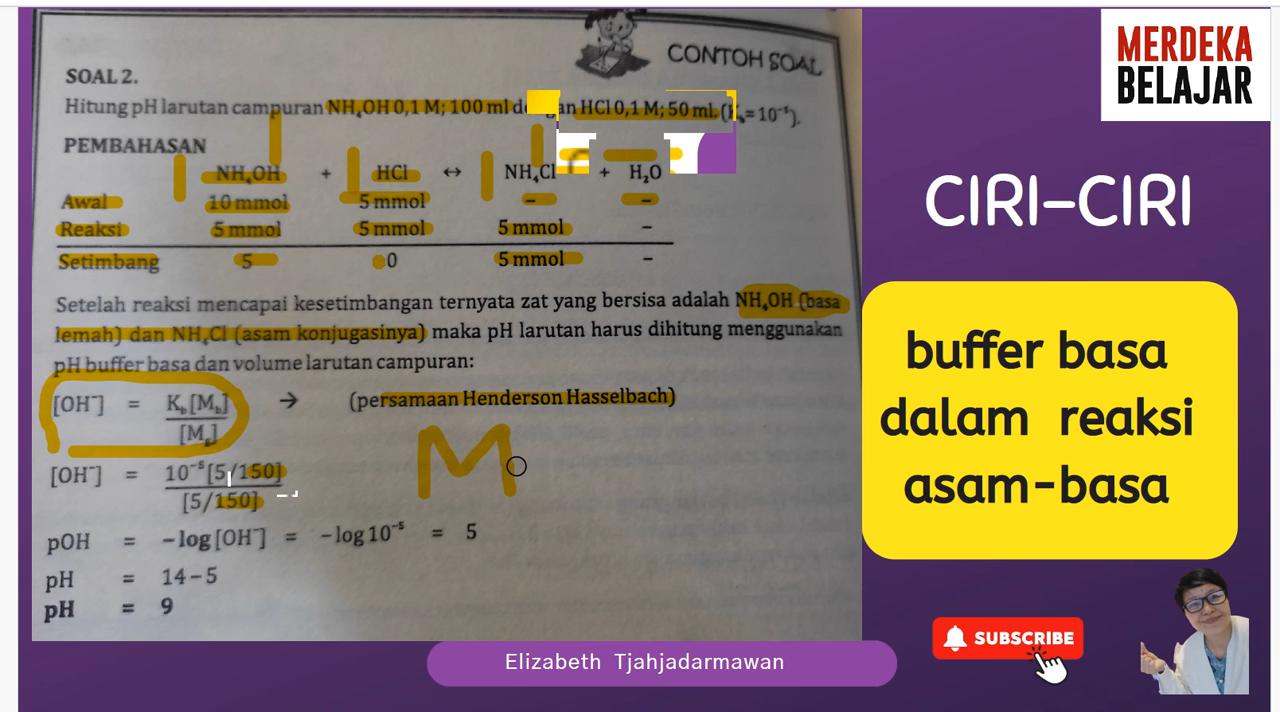 CONTOH SOAL
SOAL 2.
Hitung pH larutan campuran NH₄OH 0,1 M; 100 ml HCl 0,1 M; 50 ml. = 10⁻⁵).
PEMBAHASAN
NH₄OH + HCl ↔ NH₄Cl + H₂O
Awal 10 mmol 5 mmol – –
Reaksi 5 mmol 5 mmol 5 mmol –
Setimbang 5 0 5 mmol –
Setelah reaksi mencapai kesetimbangan ternyata zat yang bersisa adalah NH₄OH (basa
lemah) dan NH₄Cl (asam konjugasinya) maka pH larutan harus dihitung menggunakan
pH buffer basa dan volume larutan campuran:
[OH⁻] = K_b [M_b] → (persamaan Henderson Hasselbach)
[M_g]
[OH⁻] = 10⁻⁵ [5/150]
[5/150]
M
pOH = –log [OH⁻] = –log 10⁻⁵ = 5
pH = 14 – 5
pH = 9
MERDEKA
BELAJAR
CIRI–CIRI
buffer basa
dalam reaksi
asam-basa
SUBSCRIBE
Elizabeth Tjahjadarmawan